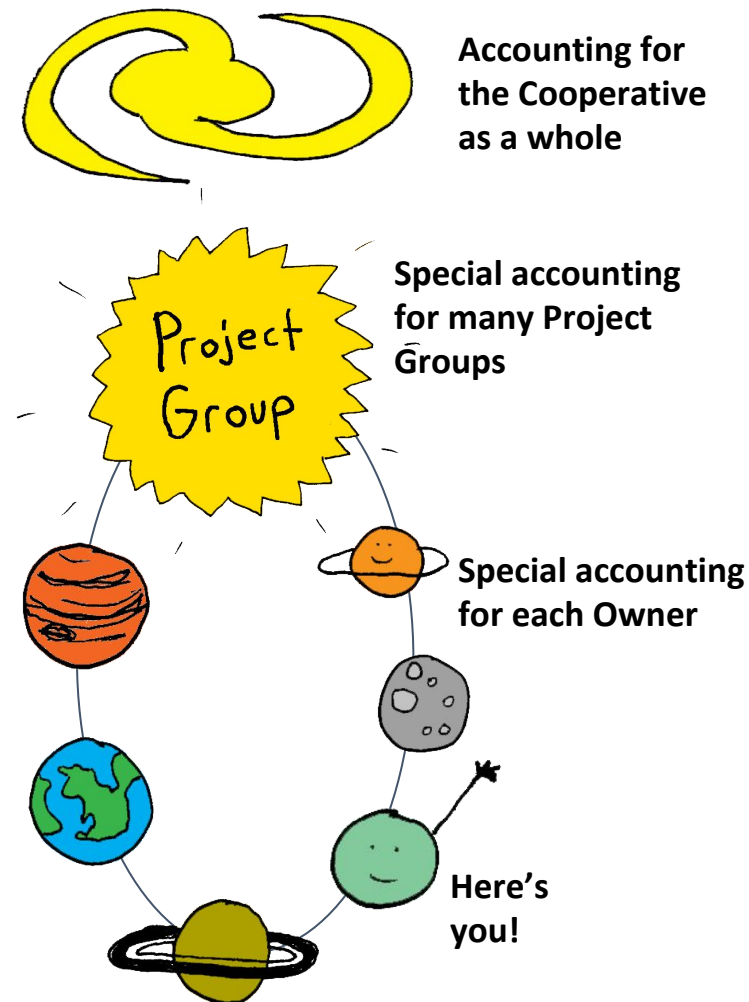 Accounting for
the Cooperative
as a whole
Special accounting
for many Project
Groups
Project
Group
Special accounting
for each Owner
Here’s
you!